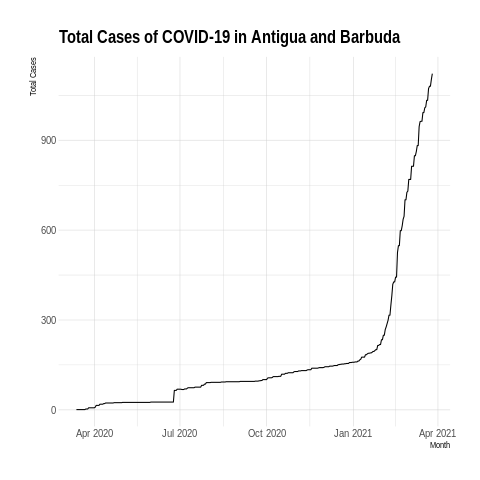 Total Cases of COVID-19 in Antigua and Barbuda
Total Cases
900
600
300
0
Apr 2020 Jul 2020 Oct 2020 Jan 2021 Apr 2021
Month